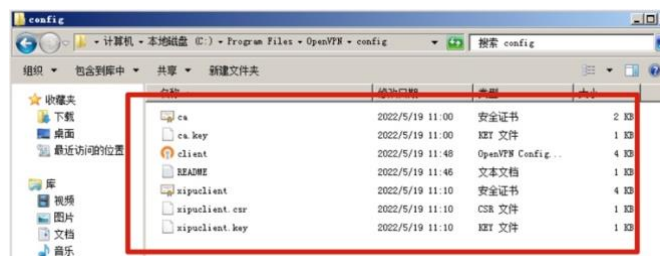 config
计算机 本地磁盘 (C:) Program Files OpenVPN config 搜索 config
组织 包含到库中 共享 新建文件夹
收藏夹
下载
桌面
最近访问的位置
库
视频
图片
文档
音乐
名称 修改日期 类型 大小
ca 2022/5/19 11:00 安全证书 2 KB
ca.key 2022/5/19 11:00 KEY 文件 1 KB
client 2022/5/19 11:48 OpenVPN Config... 4 KB
README 2022/5/19 11:46 文本文档 1 KB
xipuclient 2022/5/19 11:10 安全证书 4 KB
xipuclient.csr 2022/5/19 11:10 CSR 文件 1 KB
xipuclient.key 2022/5/19 11:10 KEY 文件 1 KB